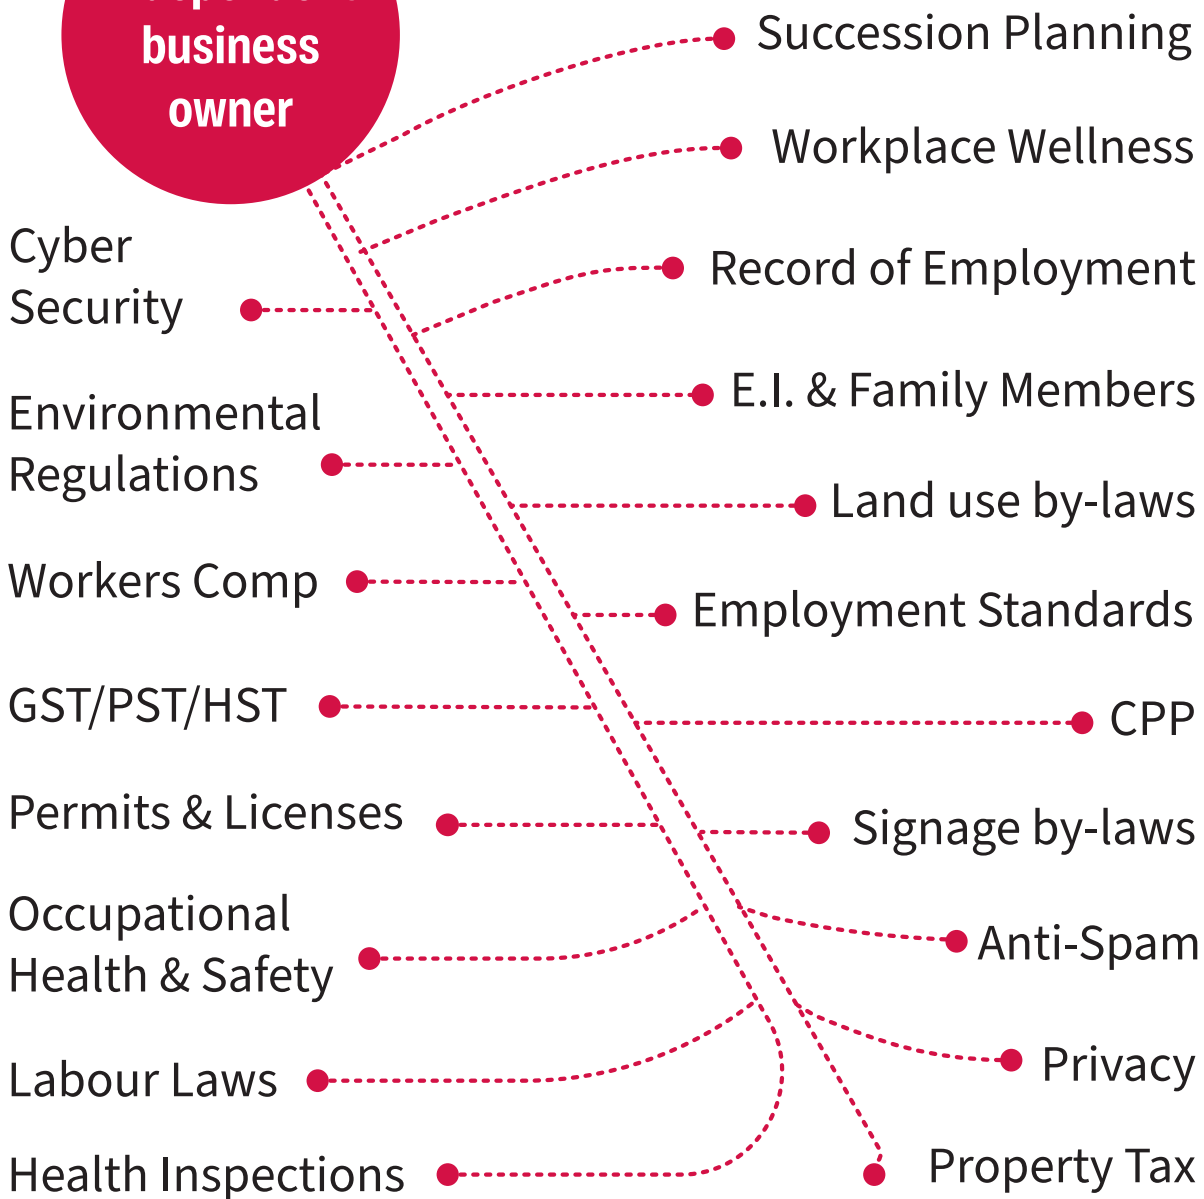 business
owner
Succession Planning
Workplace Wellness
Cyber
Security
Record of Employment
E.I. & Family Members
Environmental
Regulations
Land use by-laws
Workers Comp
Employment Standards
GST/PST/HST
CPP
Permits & Licenses
Signage by-laws
Occupational
Health & Safety
Anti-Spam
Labour Laws
Privacy
Health Inspections
Property Tax